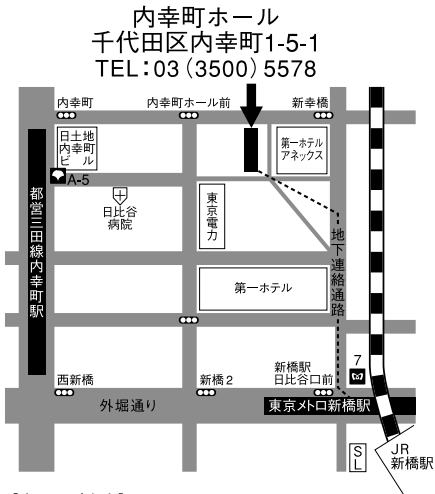 内幸町ホール
千代田区内幸町1-5-1
TEL：03（3500）5578
内幸町
内幸町ホール前
新幸橋
日土地
内幸町
ビル
第一ホテル
アネックス
A-5
日比谷
病院
東京電力
都営三田線内幸町駅
地下連絡通路
第一ホテル
7
西新橋
新橋2
新橋駅
日比谷口前
外堀通り
東京メトロ新橋駅
SL
JR
新橋駅